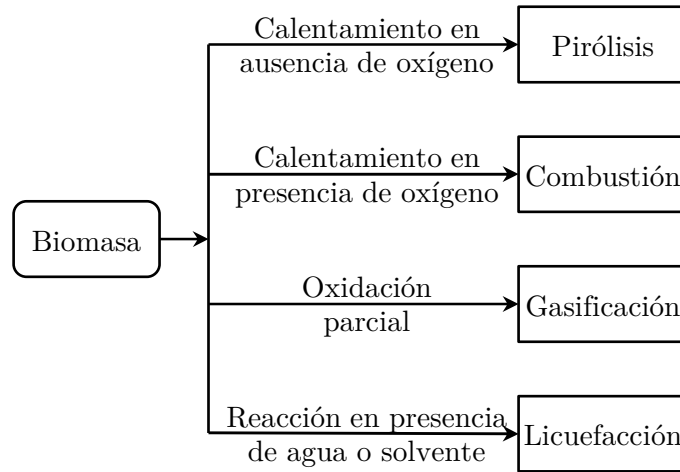 Calentamiento en
ausencia de oxígeno
Pirólisis
Calentamiento en
presencia de oxígeno
Combustión
Biomasa
Oxidación
parcial
Gasificación
Reacción en presencia
de agua o solvente
Licuefacción